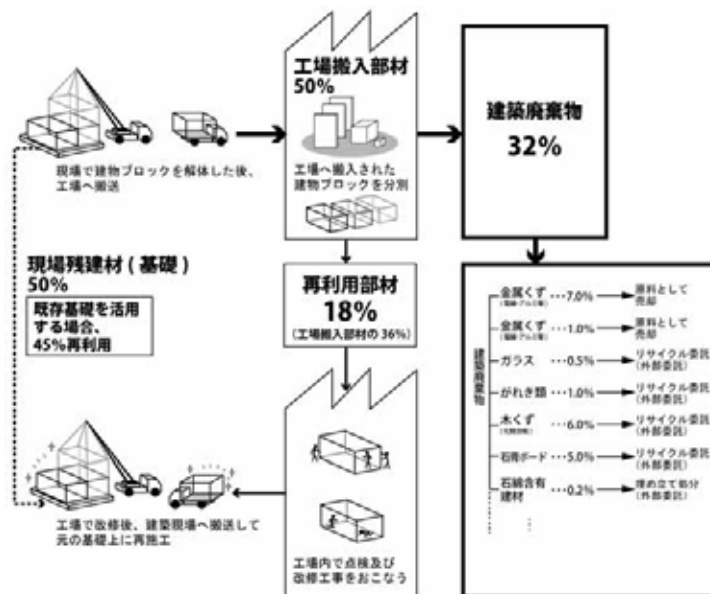 工場搬入部材
50%
現場で建物ブロックを解体した後、
工場へ搬送
工場へ搬入された
建物ブロックを分別
建築廃棄物
32%
現場残建材(基礎)
50%
既存基礎を活用
する場合、
45%再利用
再利用部材
18%
(工場搬入部材の36%)
工場で改修後、建築現場へ搬送して
元の基礎上に再施工
工場内で点検及び
改修工事をおこなう
建築廃棄物
金属くず …7.0% 原料として
売却
金属くず …1.0% 原料として
売却
ガラス …0.5% リサイクル委託
(外部委託)
がれき類 …1.0% リサイクル委託
(外部委託)
木くず …6.0% リサイクル委託
(外部委託)
石膏ボード …5.0% リサイクル委託
(外部委託)
石綿含有
建材 …0.2% 埋め立て処分
(外部委託)